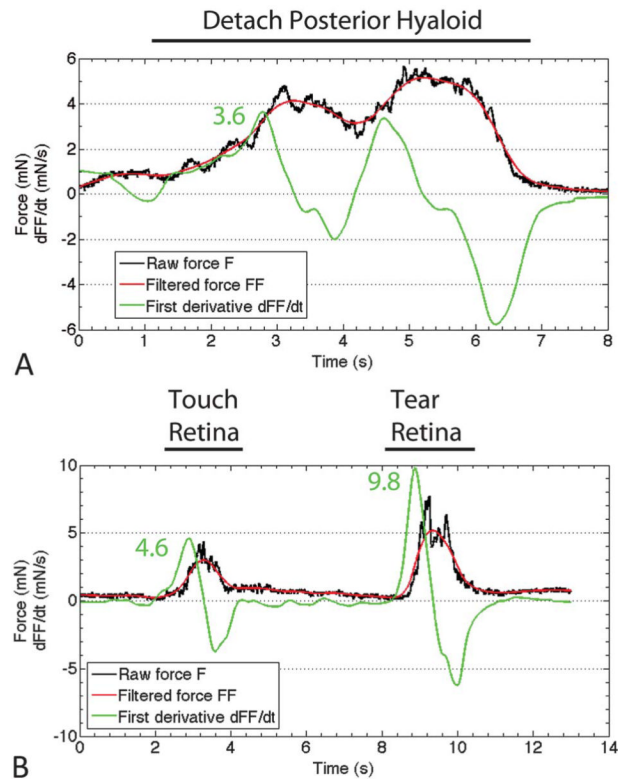 Detach Posterior Hyaloid
6
4
2
0
-2
-4
-6
Force (mN)
dFF/dt (mN/s)
3.6
Raw force F
Filtered force FF
First derivative dFF/dt
0 1 2 3 4 5 6 7 8
Time (s)
A
Touch
Retina
Tear
Retina
10
5
0
-5
-10
Force (mN)
dFF/dt (mN/s)
4.6
9.8
Raw force F
Filtered force FF
First derivative dFF/dt
0 2 4 6 8 10 12 14
Time (s)
B